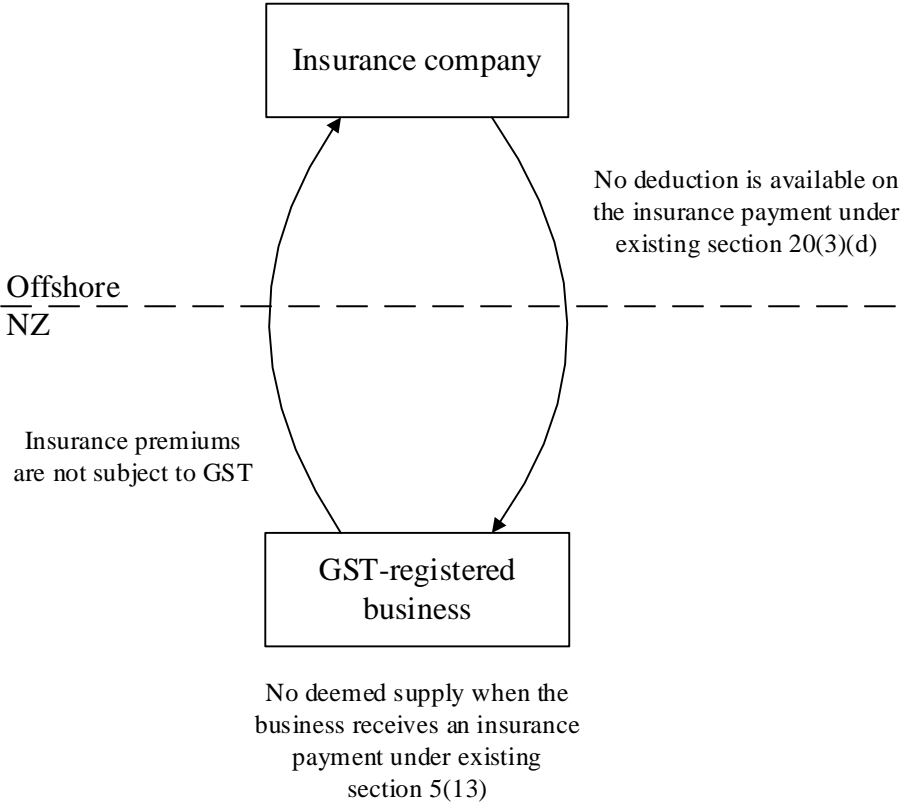 Insurance company
No deduction is available on
the insurance payment under
existing section 20(3)(d)
Offshore
NZ
Insurance premiums
are not subject to GST
GST-registered
business
No deemed supply when the
business receives an insurance
payment under existing
section 5(13)